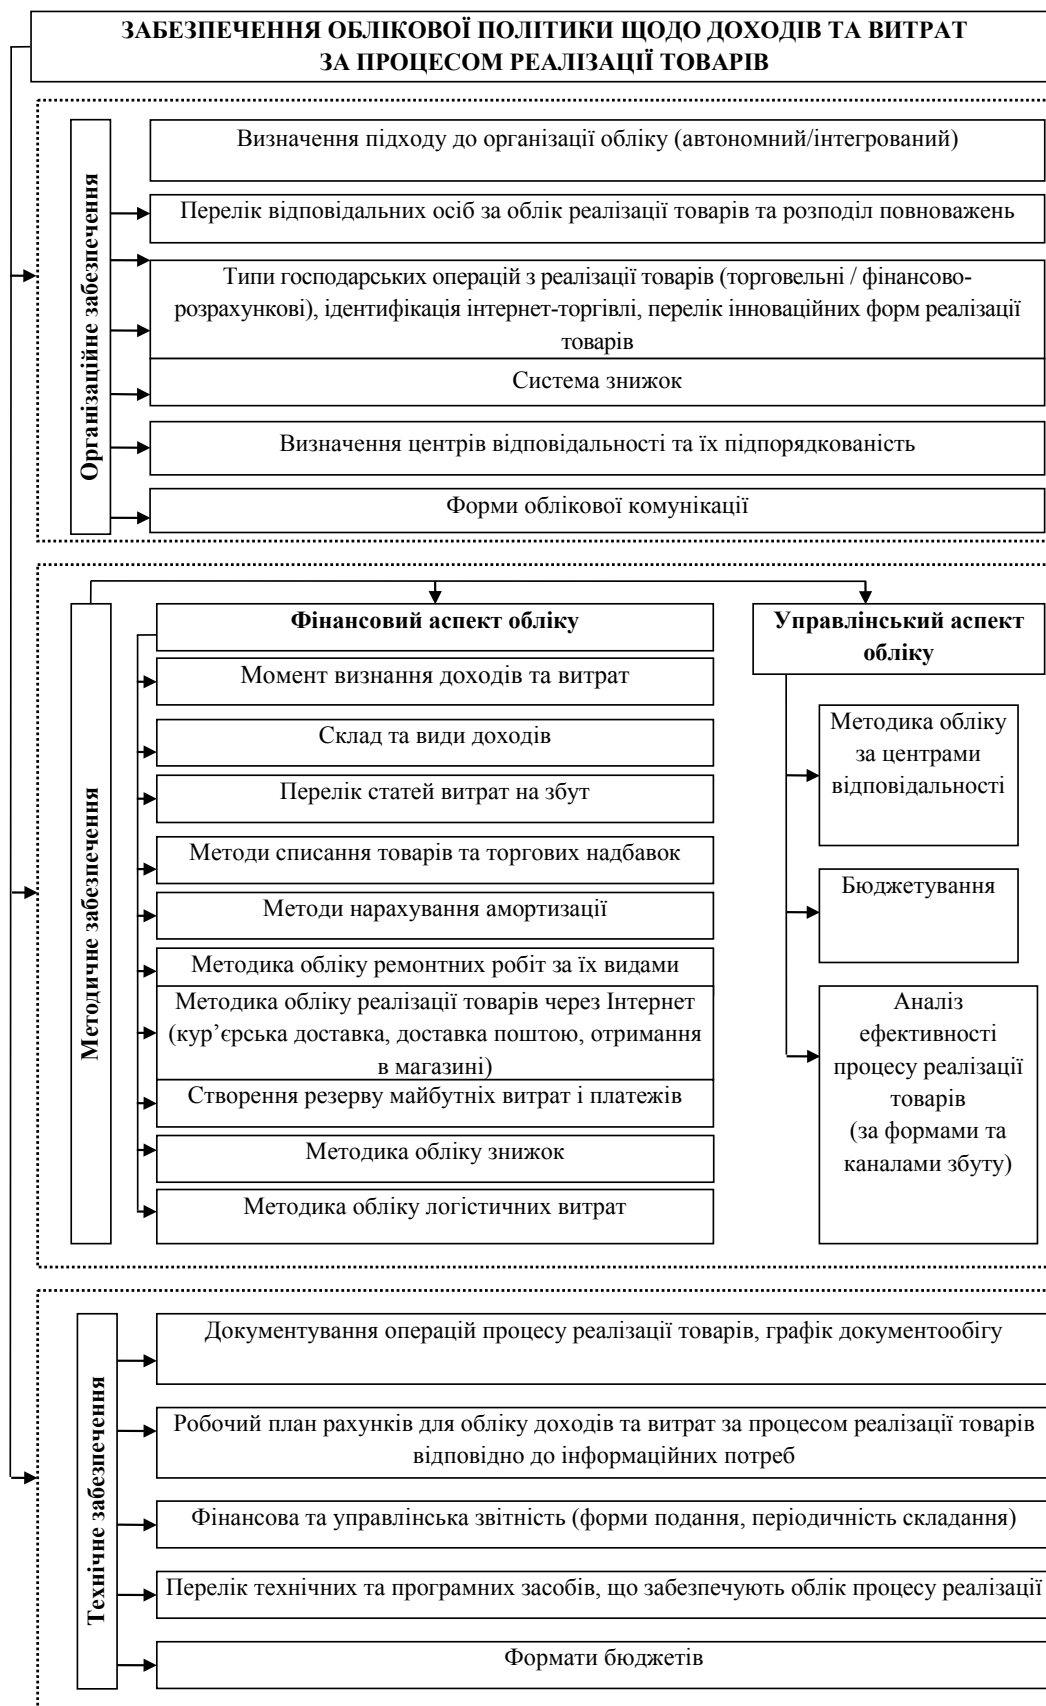 ЗАБЕЗПЕЧЕННЯ ОБЛІКОВОЇ ПОЛІТИКИ ЩОДО ДОХОДІВ ТА ВИТРАТ
ЗА ПРОЦЕСОМ РЕАЛІЗАЦІЇ ТОВАРІВ
Організаційне забезпечення
Визначення підходу до організації обліку (автономний/інтегрований)
Перелік відповідальних осіб за облік реалізації товарів та розподіл повноважень
Типи господарських операцій з реалізації товарів (торговельні / фінансово-
розрахункові), ідентифікація інтернет-торгівлі, перелік інноваційних форм реалізації
товарів
Система знижок
Визначення центрів відповідальності та їх підпорядкованість
Форми облікової комунікації
Методичне забезпечення
Фінансовий аспект обліку
Момент визнання доходів та витрат
Склад та види доходів
Перелік статей витрат на збут
Методи списання товарів та торгових надбавок
Методи нарахування амортизації
Методика обліку ремонтних робіт за їх видами
Методика обліку реалізації товарів через Інтернет
(кур’єрська доставка, доставка поштою, отримання
в магазині)
Створення резерву майбутніх витрат і платежів
Методика обліку знижок
Методика обліку логістичних витрат
Управлінський аспект
обліку
Методика обліку
за центрами
відповідальності
Бюджетування
Аналіз
ефективності
процесу реалізації
товарів
(за формами та
каналами збуту)
Технічне забезпечення
Документування операцій процесу реалізації товарів, графік документообігу
Робочий план рахунків для обліку доходів та витрат за процесом реалізації товарів
відповідно до інформаційних потреб
Фінансова та управлінська звітність (форми подання, періодичність складання)
Перелік технічних та програмних засобів, що забезпечують облік процесу реалізації
Формати бюджетів